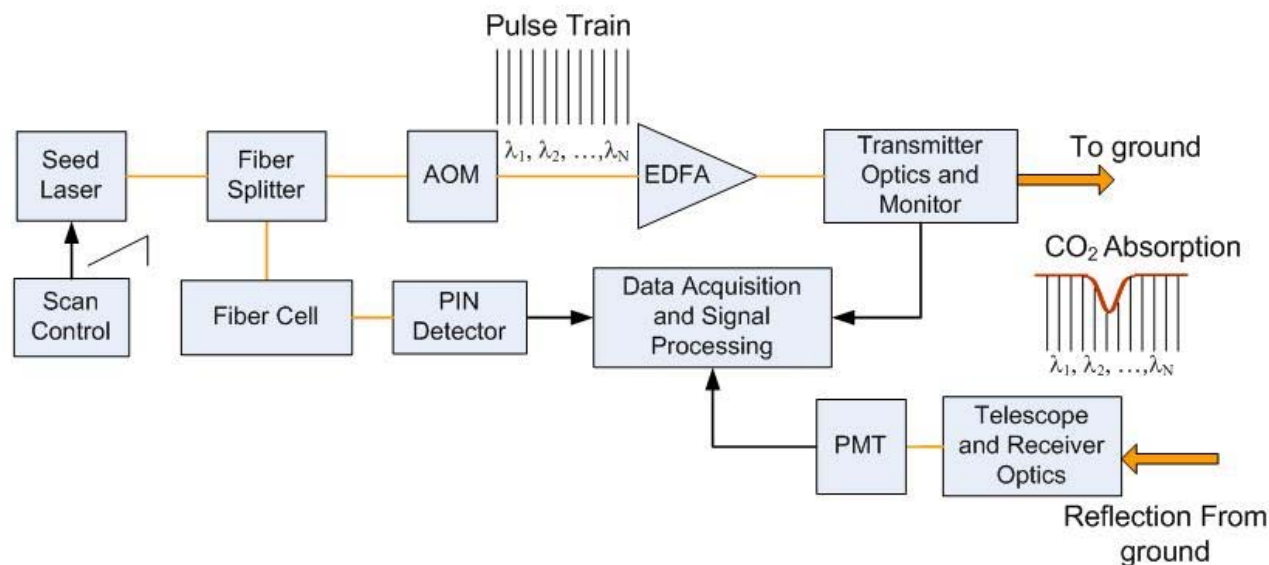 Pulse Train
λ₁, λ₂, ...,λN
Seed
Laser
Fiber
Splitter
AOM
EDFA
Transmitter
Optics and
Monitor
To ground
CO₂ Absorption
λ₁, λ₂, ...,λN
Scan
Control
Fiber Cell
PIN
Detector
Data Acquisition
and Signal
Processing
PMT
Telescope
and Receiver
Optics
Reflection From
ground